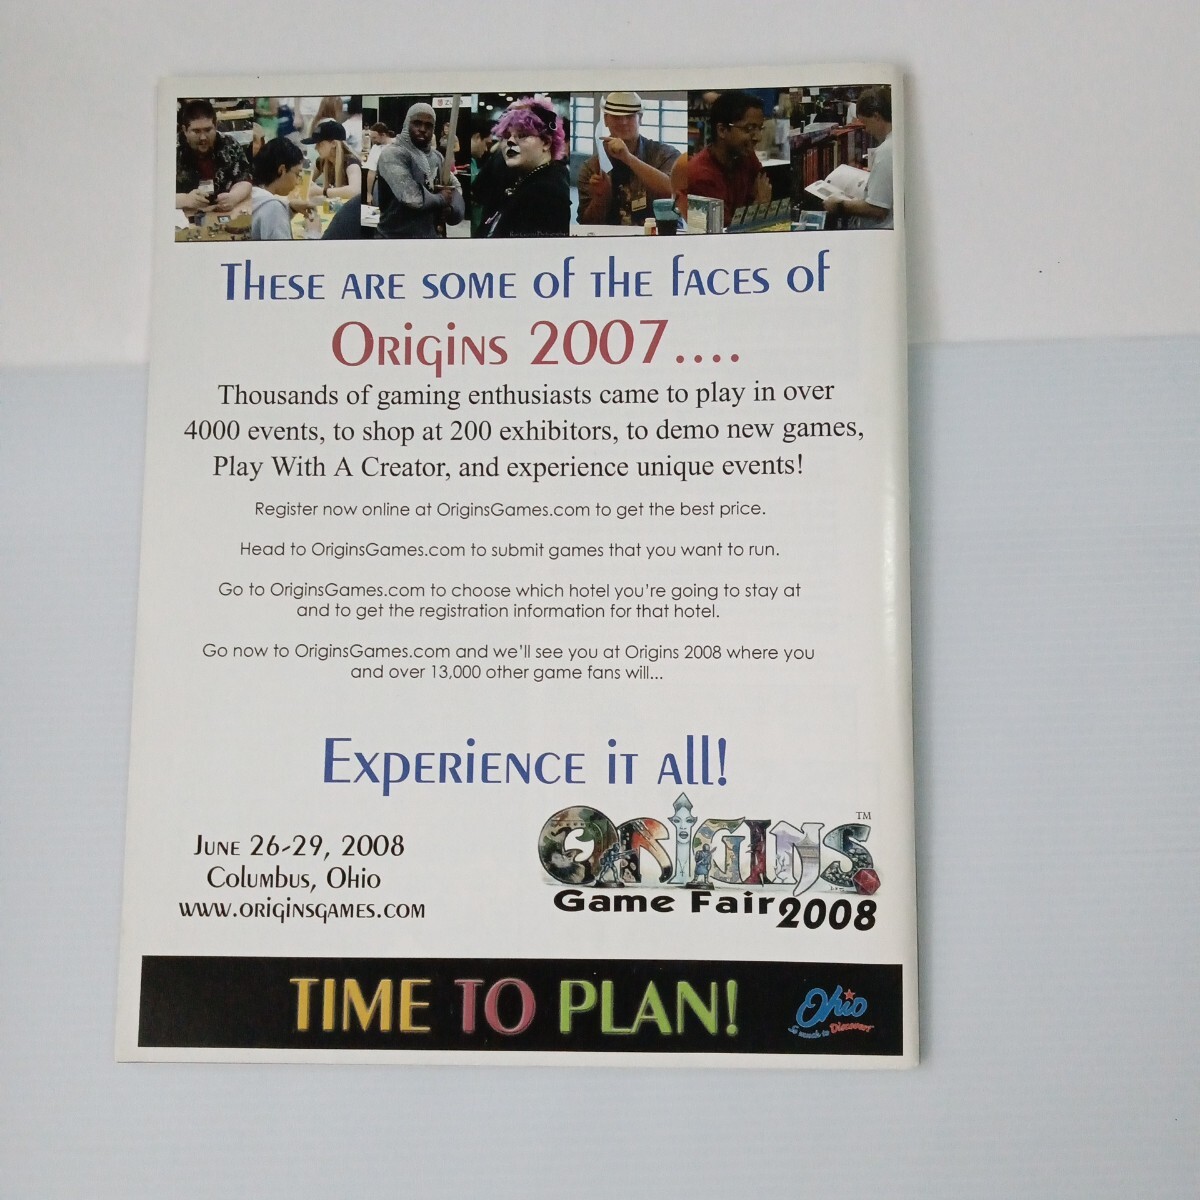 These are some of the faces of
Origins 2007....
Thousands of gaming enthusiasts came to play in over
4000 events, to shop at 200 exhibitors, to demo new games,
Play With A Creator, and experience unique events!
Register now online at OriginsGames.com to get the best price.
Head to OriginsGames.com to submit games that you want to run.
Go to OriginsGames.com to choose which hotel you're going to stay at
and to get the registration information for that hotel.
Go now to OriginsGames.com and we'll see you at Origins 2008 where you
and over 13,000 other game fans will...
Experience it all!
June 26-29, 2008
Columbus, Ohio
www.originsgames.com
ORIGINS™
Game Fair 2008
TIME TO PLAN!
Ohio
So much to Discover!